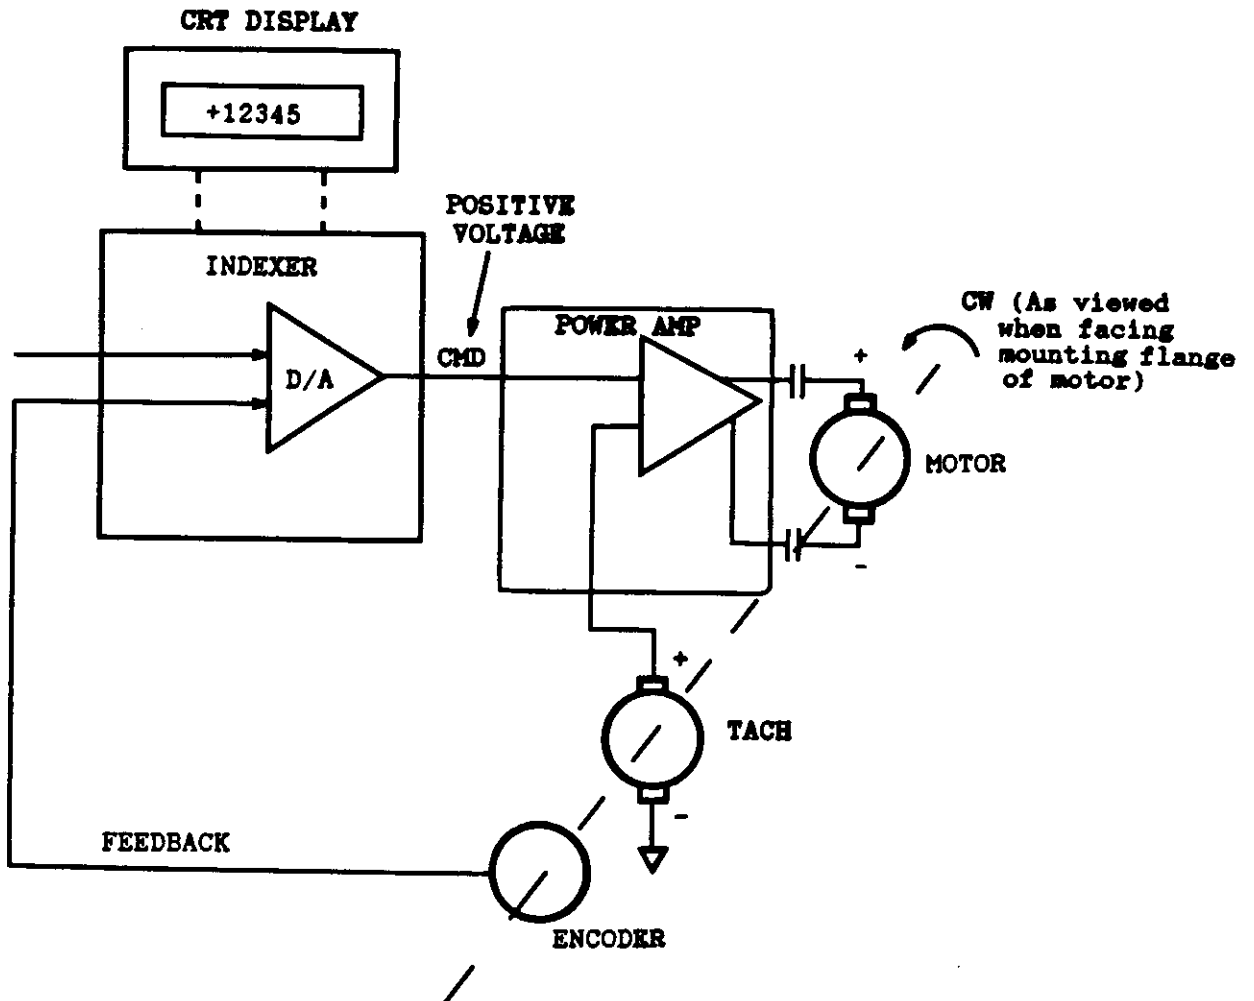 CRT DISPLAY
+12345
POSITIVE
VOLTAGE
INDEXER
CMD
POWER AMP
D/A
CW (As viewed
when facing
mounting flange
of motor)
+
MOTOR
-
+
TACH
-
FEEDBACK
ENCODER